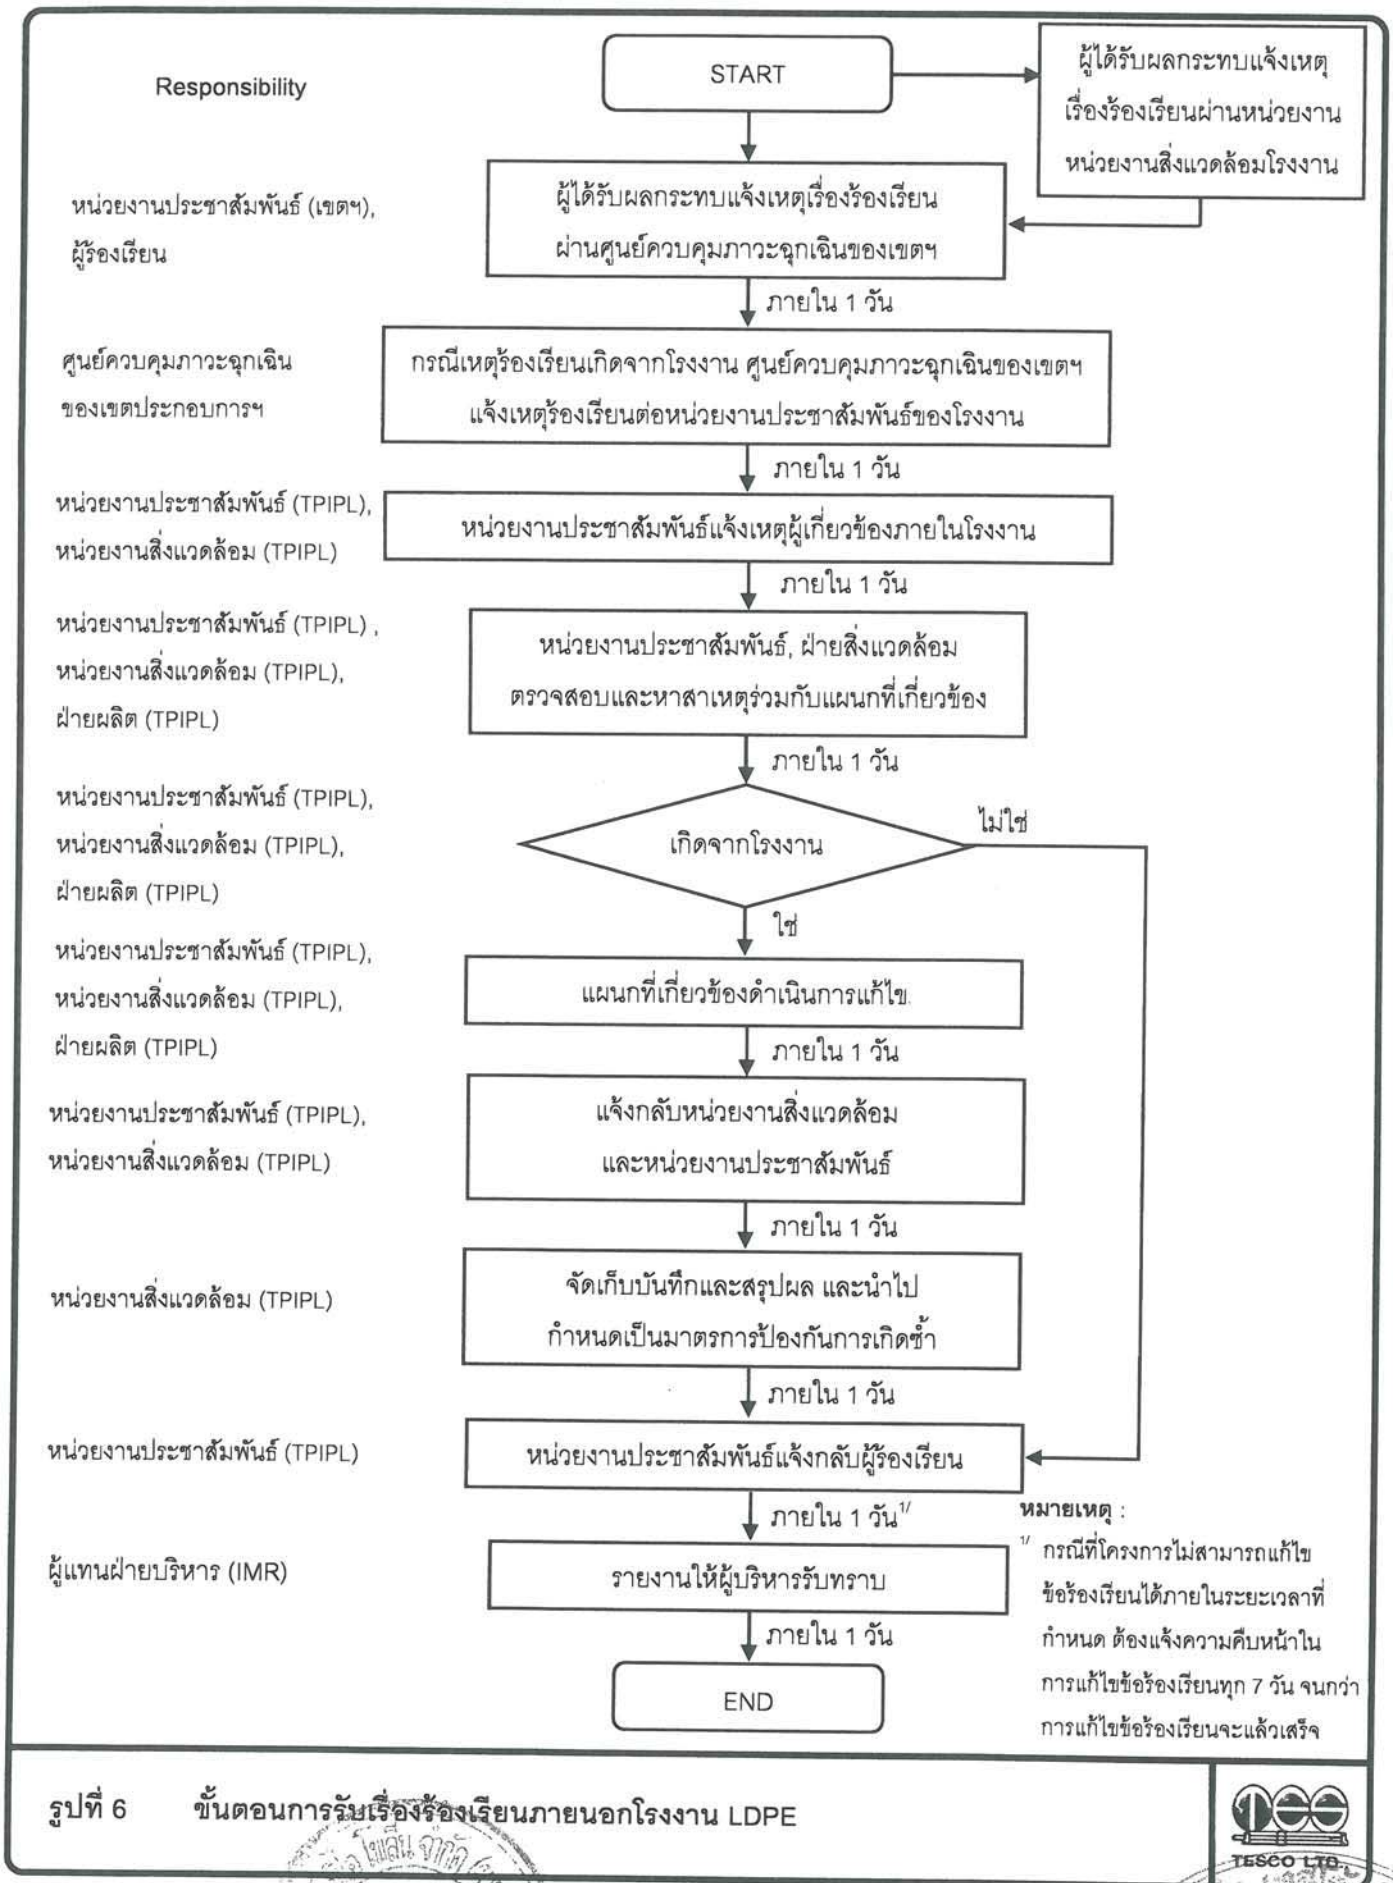 Responsibility
START
ผู้ได้รับผลกระทบแจ้งเหตุ
เรื่องร้องเรียนผ่านหน่วยงาน
หน่วยงานสิ่งแวดล้อมโรงงาน
หน่วยงานประชาสัมพันธ์ (เขตฯ),
ผู้ร้องเรียน
ผู้ได้รับผลกระทบแจ้งเหตุเรื่องร้องเรียน
ผ่านศูนย์ควบคุมภาวะฉุกเฉินของเขตฯ
ภายใน 1 วัน
ศูนย์ควบคุมภาวะฉุกเฉิน
ของเขตประกอบการฯ
กรณีเหตุร้องเรียนเกิดจากโรงงาน ศูนย์ควบคุมภาวะฉุกเฉินของเขตฯ
แจ้งเหตุร้องเรียนต่อหน่วยงานประชาสัมพันธ์ของโรงงาน
ภายใน 1 วัน
หน่วยงานประชาสัมพันธ์ (TPIPL),
หน่วยงานสิ่งแวดล้อม (TPIPL)
หน่วยงานประชาสัมพันธ์แจ้งเหตุผู้เกี่ยวข้องภายในโรงงาน
ภายใน 1 วัน
หน่วยงานประชาสัมพันธ์ (TPIPL) ,
หน่วยงานสิ่งแวดล้อม (TPIPL),
ฝ่ายผลิต (TPIPL)
หน่วยงานประชาสัมพันธ์, ฝ่ายสิ่งแวดล้อม
ตรวจสอบและหาสาเหตุร่วมกับแผนกที่เกี่ยวข้อง
ภายใน 1 วัน
หน่วยงานประชาสัมพันธ์ (TPIPL),
หน่วยงานสิ่งแวดล้อม (TPIPL),
ฝ่ายผลิต (TPIPL)
เกิดจากโรงงาน
ไม่ใช่
ใช่
หน่วยงานประชาสัมพันธ์ (TPIPL),
หน่วยงานสิ่งแวดล้อม (TPIPL),
ฝ่ายผลิต (TPIPL)
แผนกที่เกี่ยวข้องดำเนินการแก้ไข
ภายใน 1 วัน
หน่วยงานประชาสัมพันธ์ (TPIPL),
หน่วยงานสิ่งแวดล้อม (TPIPL)
แจ้งกลับหน่วยงานสิ่งแวดล้อม
และหน่วยงานประชาสัมพันธ์
ภายใน 1 วัน
หน่วยงานสิ่งแวดล้อม (TPIPL)
จัดเก็บบันทึกและสรุปผล และนำไป
กำหนดเป็นมาตรการป้องกันการเกิดซ้ำ
ภายใน 1 วัน
หน่วยงานประชาสัมพันธ์ (TPIPL)
หน่วยงานประชาสัมพันธ์แจ้งกลับผู้ร้องเรียน
ภายใน 1 วัน1/
ผู้แทนฝ่ายบริหาร (IMR)
รายงานให้ผู้บริหารรับทราบ
ภายใน 1 วัน
END
หมายเหตุ :
1/ กรณีที่โครงการไม่สามารถแก้ไข
ข้อร้องเรียนได้ภายในระยะเวลาที่
กำหนด ต้องแจ้งความคืบหน้าใน
การแก้ไขข้อร้องเรียนทุก 7 วัน จนกว่า
การแก้ไขข้อร้องเรียนจะแล้วเสร็จ
รูปที่ 6 ขั้นตอนการรับเรื่องร้องเรียนภายนอกโรงงาน LDPE
TESCO LTD.